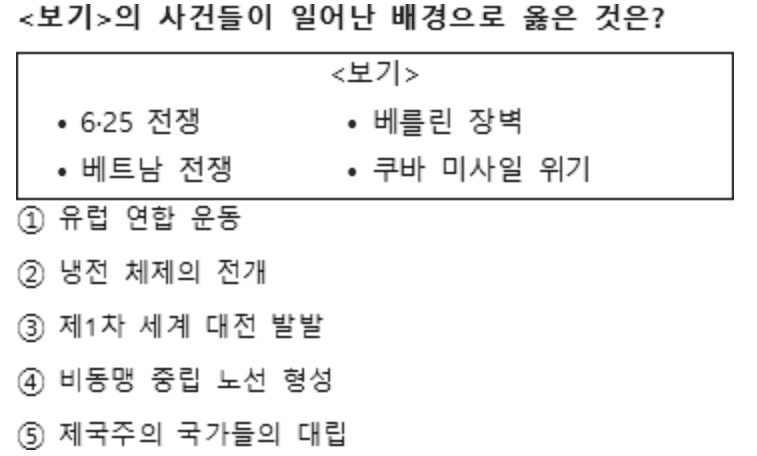 <보기>의 사건들이 일어난 배경으로 옳은 것은?
<보기>
• 6·25 전쟁 • 베를린 장벽
• 베트남 전쟁 • 쿠바 미사일 위기
① 유럽 연합 운동
② 냉전 체제의 전개
③ 제1차 세계 대전 발발
④ 비동맹 중립 노선 형성
⑤ 제국주의 국가들의 대립